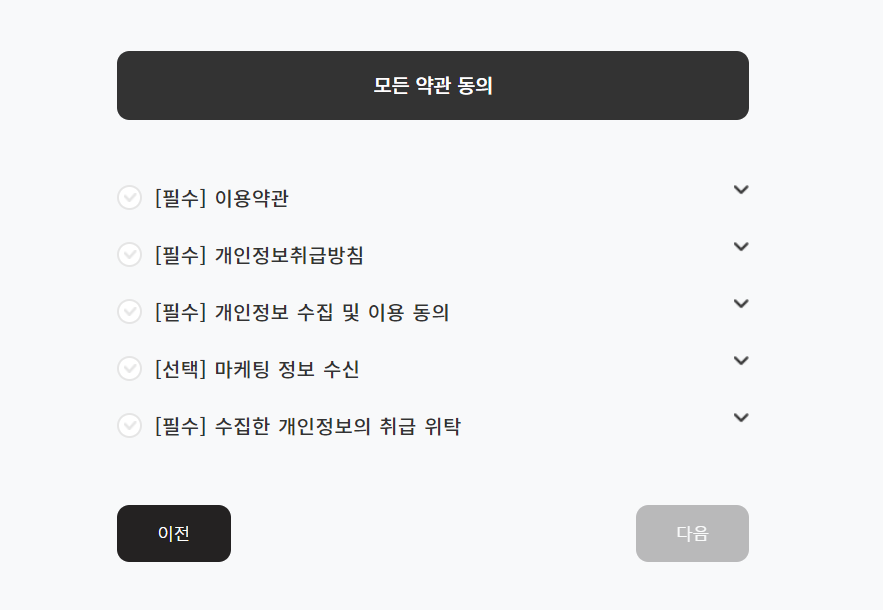 모든 약관 동의
[필수] 이용약관
[필수] 개인정보취급방침
[필수] 개인정보 수집 및 이용 동의
[선택] 마케팅 정보 수신
[필수] 수집한 개인정보의 취급 위탁
이전
다음